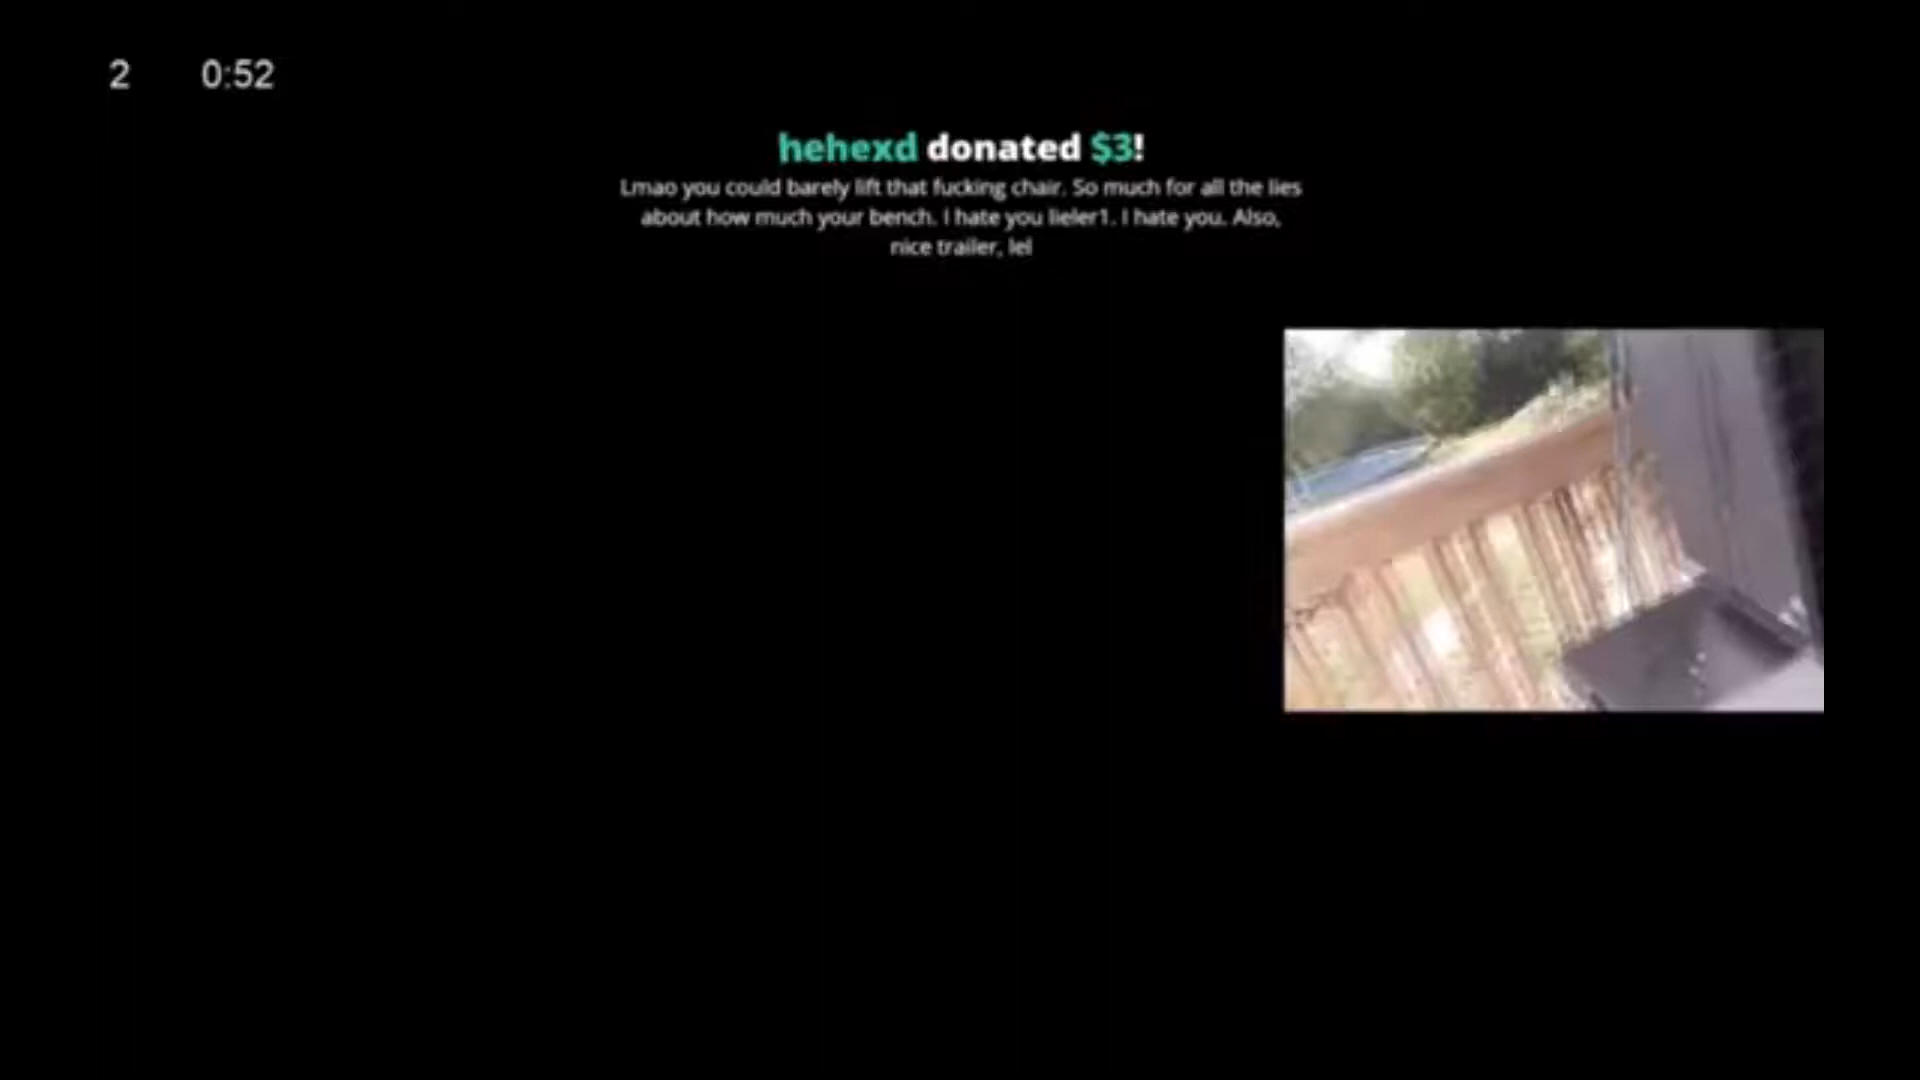 2 0:52
hehexd donated $3!
Lmao you could barely lift that fucking chair. So much for all the lies
about how much your bench. I hate you lieler1. I hate you. Also,
nice trailer, lel